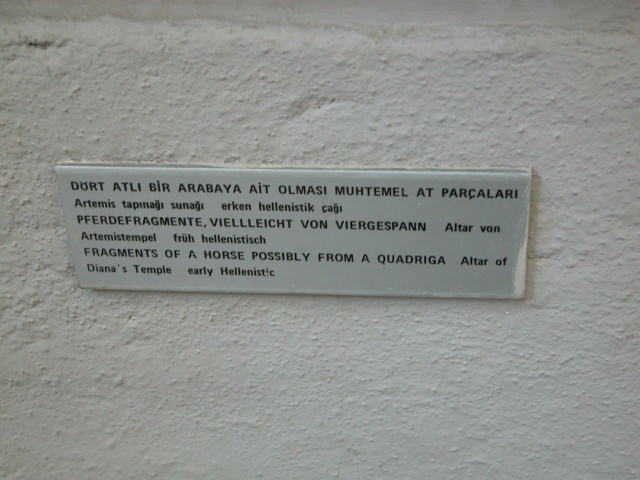 DÖRT ATLI BİR ARABAYA AİT OLMASI MUHTEMEL AT PARÇALARI
Artemis tapınağı sunağı erken hellenistik çağı
PFERDEFRAGMENTE, VIELLLEICHT VON VIERGESPANN Altar von
Artemistempel früh hellenistisch
FRAGMENTS OF A HORSE POSSIBLY FROM A QUADRIGA Altar of
Diana's Temple early Hellenistic